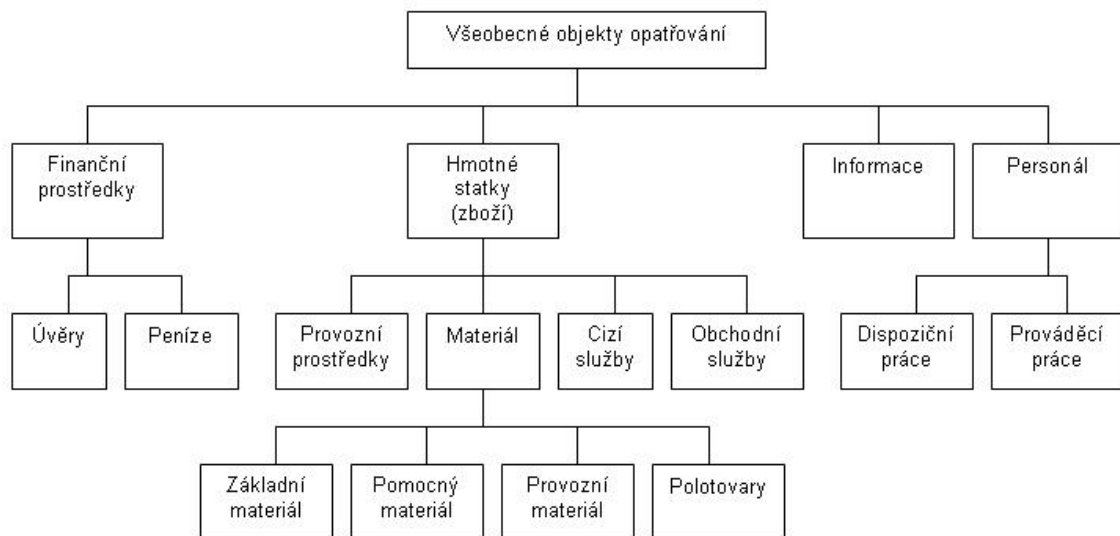 Všeobecné objekty opatřování
Finanční
prostředky
Hmotné
statky
(zboží)
Informace
Personál
Úvěry
Peníze
Provozní
prostředky
Materiál
Cizí
služby
Obchodní
služby
Dispoziční
práce
Prováděcí
práce
Základní
materiál
Pomocný
materiál
Provozní
materiál
Polotovary